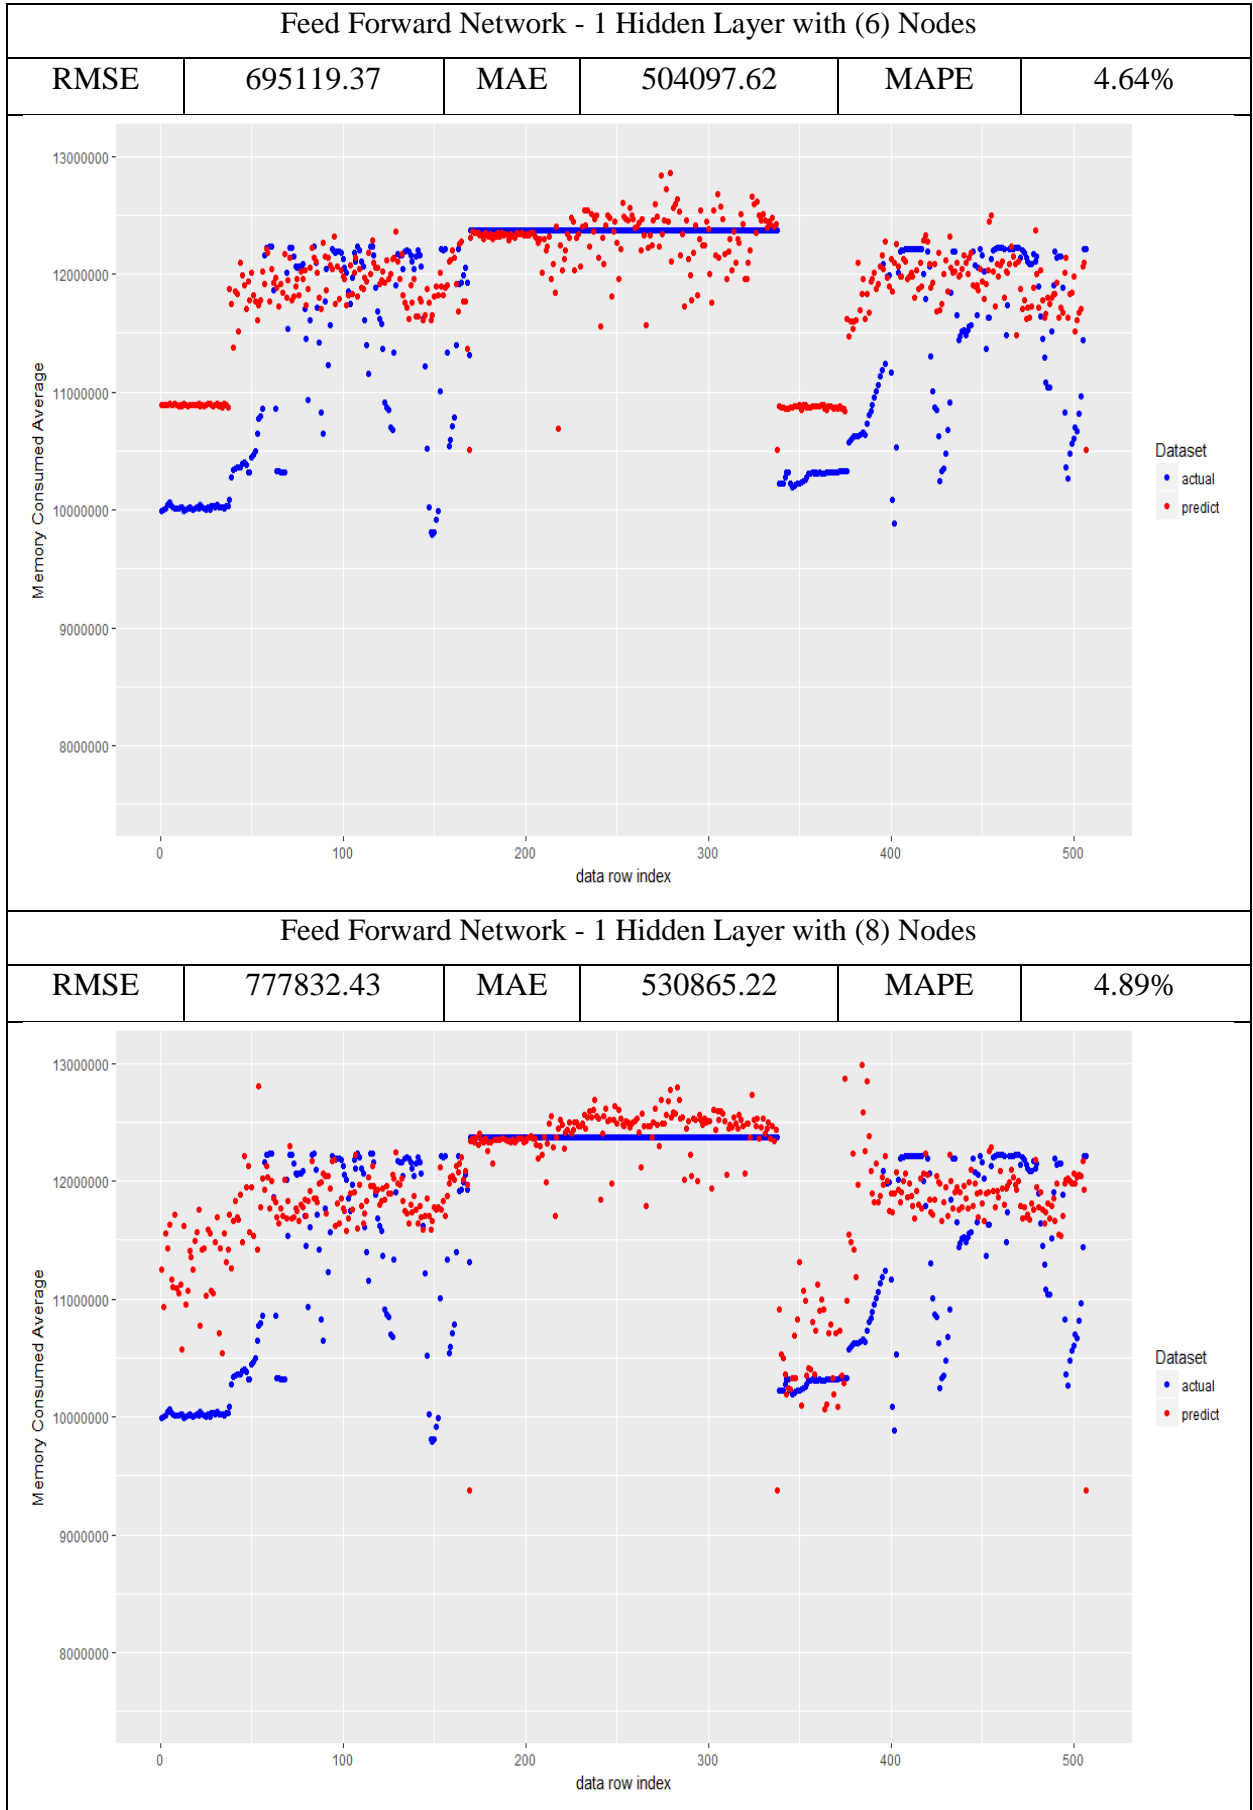 Feed Forward Network - 1 Hidden Layer with (6) Nodes
RMSE 695119.37 MAE 504097.62 MAPE 4.64%
13000000
12000000
11000000
10000000
9000000
8000000
Memory Consumed Average
0 100 200 300 400 500
data row index
Dataset
actual
predict
Feed Forward Network - 1 Hidden Layer with (8) Nodes
RMSE 777832.43 MAE 530865.22 MAPE 4.89%
13000000
12000000
11000000
10000000
9000000
8000000
Memory Consumed Average
0 100 200 300 400 500
data row index
Dataset
actual
predict